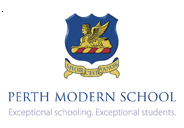 PERTH MODERN SCHOOL
Exceptional schooling. Exceptional students.